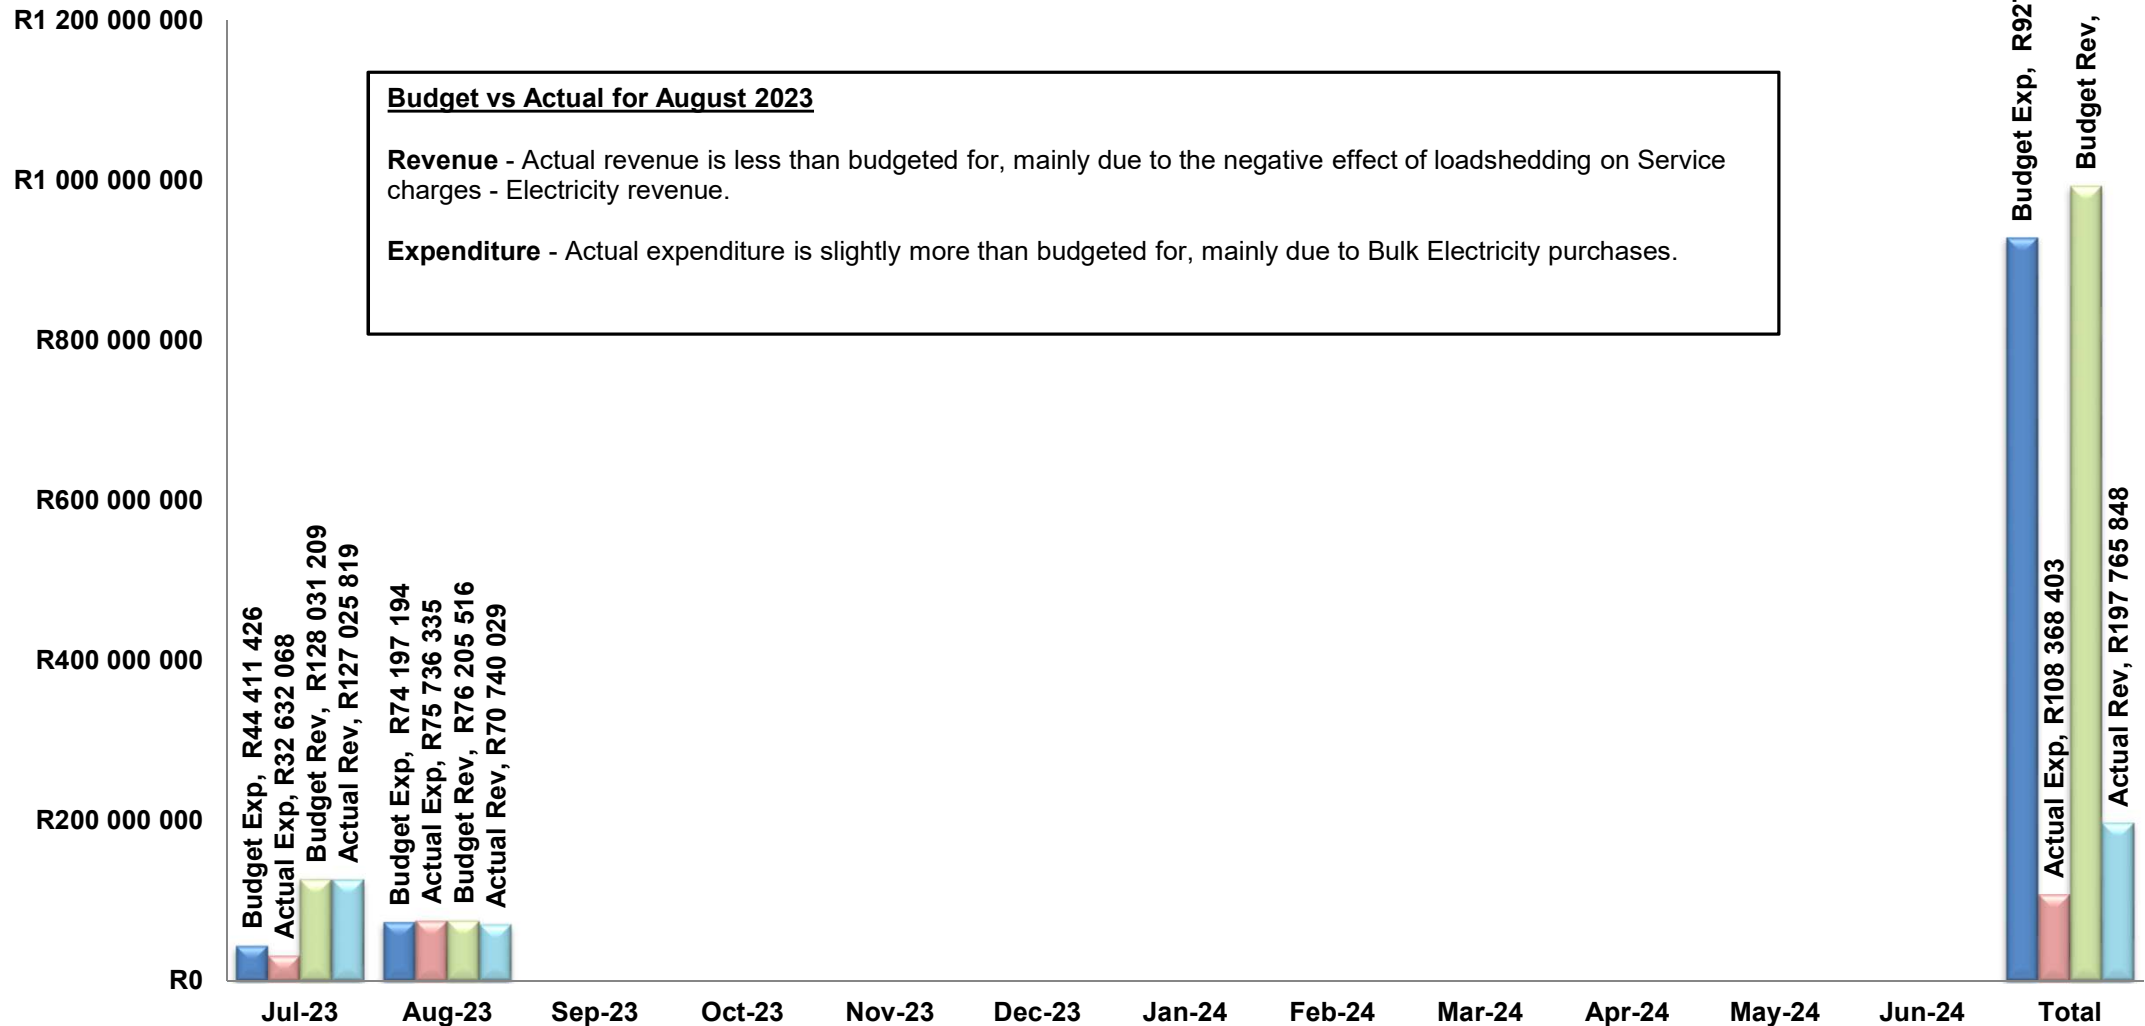 R1 200 000 000
R1 000 000 000
R800 000 000
R600 000 000
R400 000 000
R200 000 000
R0
Budget vs Actual for August 2023
Revenue - Actual revenue is less than budgeted for, mainly due to the negative effect of loadshedding on Service
charges - Electricity revenue.
Expenditure - Actual expenditure is slightly more than budgeted for, mainly due to Bulk Electricity purchases.
Budget Exp, R44 411 426
Actual Exp, R32 632 068
Budget Rev, R128 031 209
Actual Rev, R127 025 819
Budget Exp, R74 197 194
Actual Exp, R75 736 335
Budget Rev, R76 205 516
Actual Rev, R70 740 029
Budget Exp, R92
Actual Exp, R108 368 403
Budget Rev,
Actual Rev, R197 765 848
Jul-23
Aug-23
Sep-23
Oct-23
Nov-23
Dec-23
Jan-24
Feb-24
Mar-24
Apr-24
May-24
Jun-24
Total